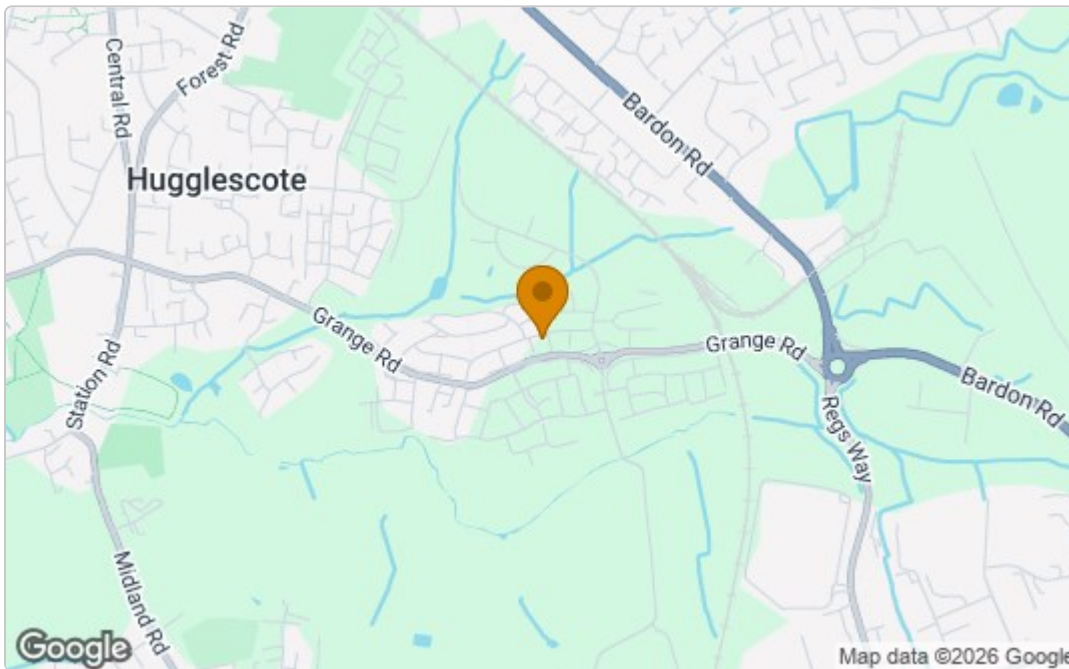 Central Rd
Forest Rd
Bardon Rd
Hugglescote
Grange Rd
Grange Rd
Bardon Rd
Station Rd
Regs Way
Midland Rd
Google
Map data ©2026 Google